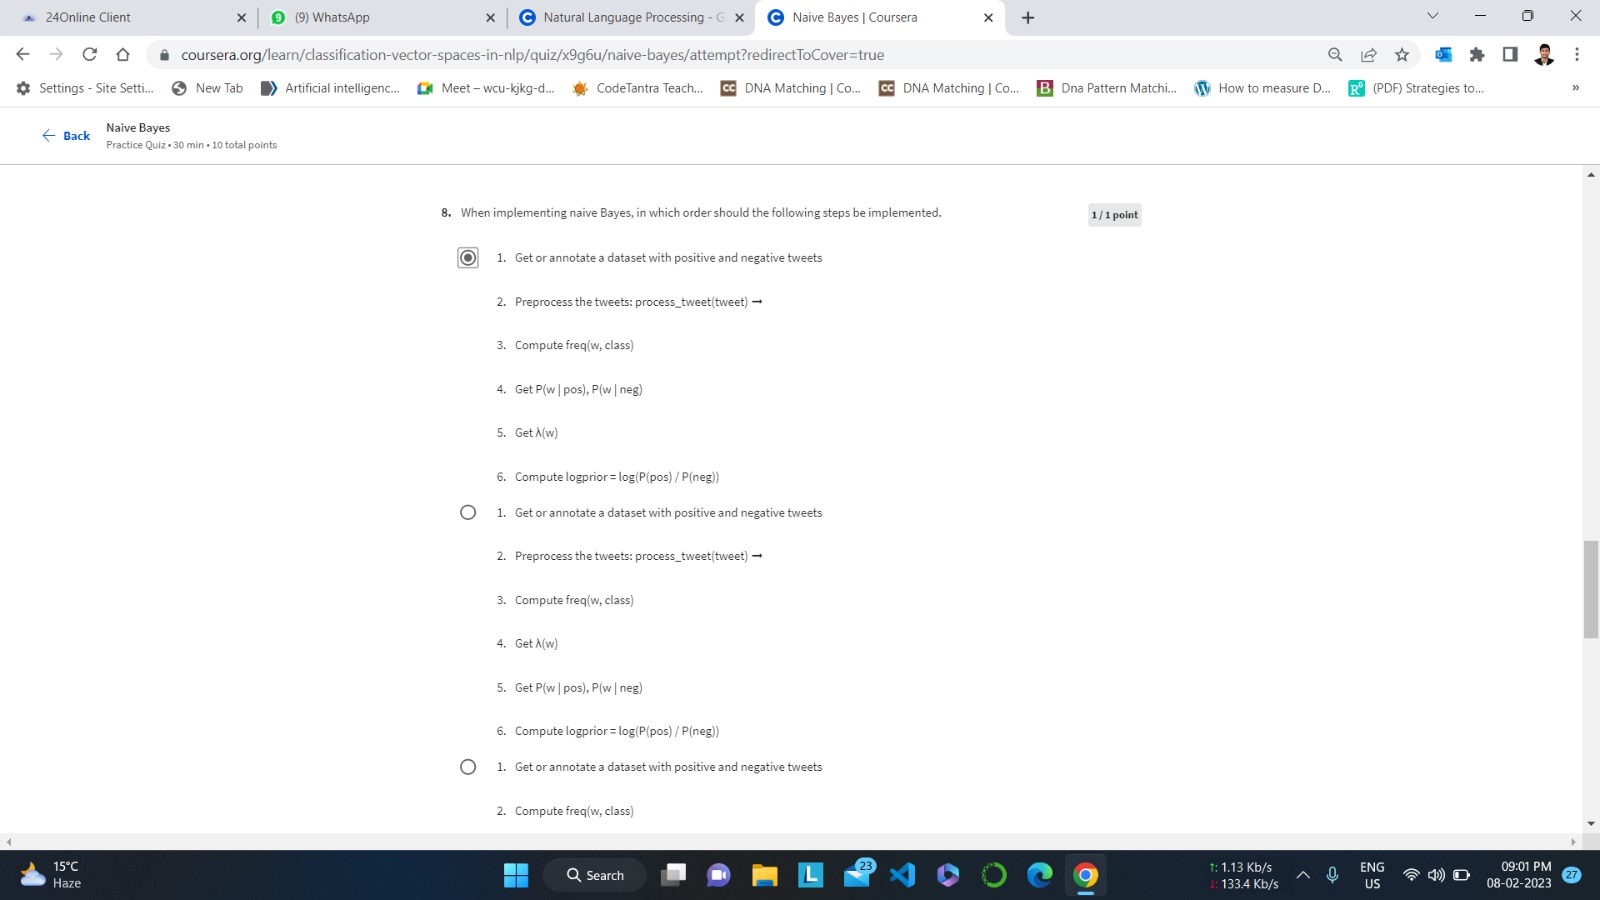 24Online Client
9 (9) WhatsApp
Natural Language Processing - G
Naive Bayes | Coursera
coursera.org/learn/classification-vector-spaces-in-nlp/quiz/x9g6u/naive-bayes/attempt?redirectToCover=true
Settings - Site Setti...
New Tab
Artificial intelligenc...
Meet – wcu-kjkg-d...
CodeTantra Teach...
CC DNA Matching | Co...
CC DNA Matching | Co...
B Dna Pattern Matchi...
How to measure D...
R⁶ (PDF) Strategies to...
»
← Back
Naive Bayes
Practice Quiz • 30 min • 10 total points
8. When implementing naive Bayes, in which order should the following steps be implemented.
1 / 1 point
1. Get or annotate a dataset with positive and negative tweets
2. Preprocess the tweets: process_tweet(tweet) ➞
3. Compute freq(w, class)
4. Get P(w | pos), P(w | neg)
5. Get λ(w)
6. Compute logprior = log(P(pos) / P(neg))
1. Get or annotate a dataset with positive and negative tweets
2. Preprocess the tweets: process_tweet(tweet) ➞
3. Compute freq(w, class)
4. Get λ(w)
5. Get P(w | pos), P(w | neg)
6. Compute logprior = log(P(pos) / P(neg))
1. Get or annotate a dataset with positive and negative tweets
2. Compute freq(w, class)
15°C
Haze
Search
L
23
↑: 1.13 Kb/s
↓: 133.4 Kb/s
ENG
US
09:01 PM
08-02-2023
27